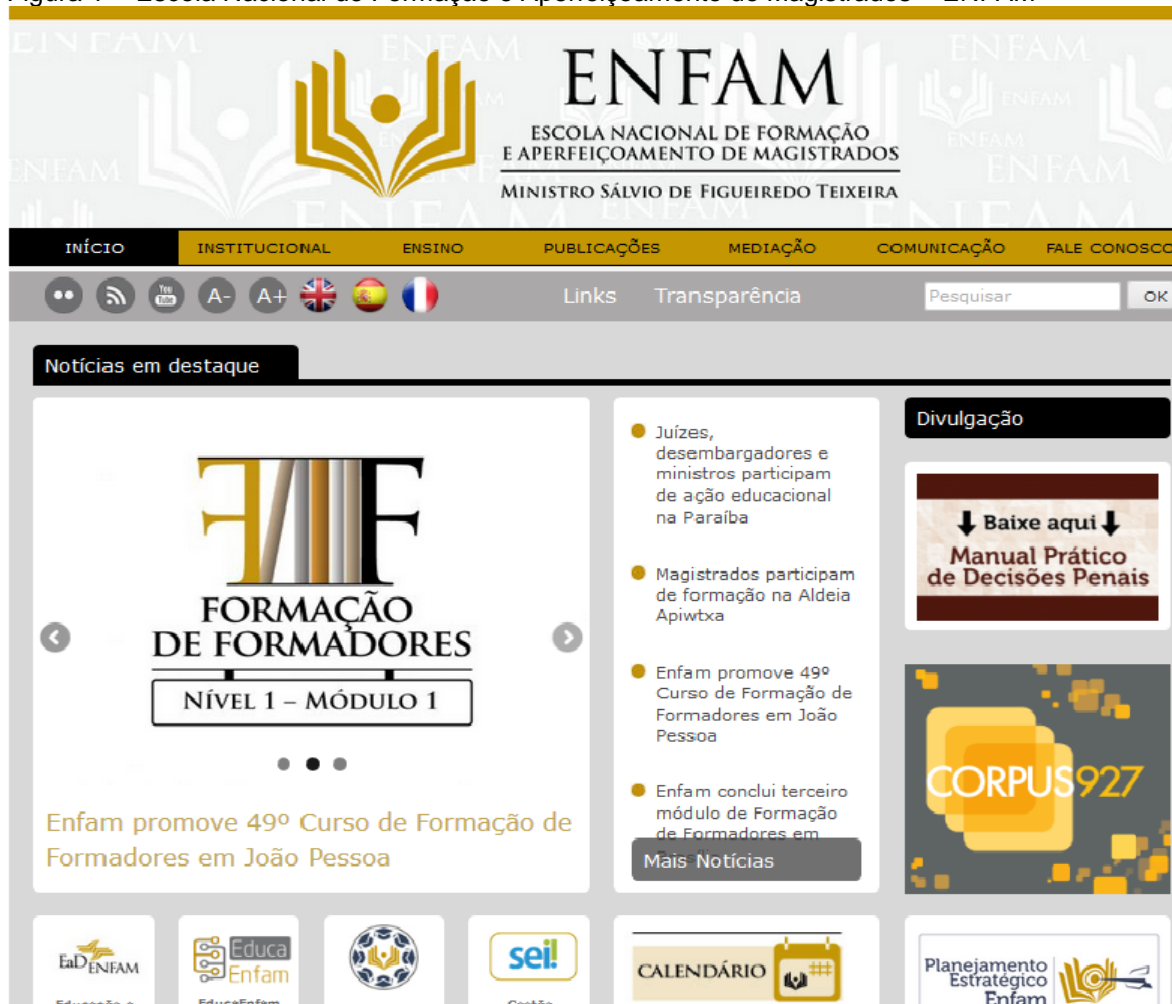 ENFAM
ESCOLA NACIONAL DE FORMAÇÃO
E APERFEIÇOAMENTO DE MAGISTRADOS
MINISTRO SÁLVIO DE FIGUEIREDO TEIXEIRA
INÍCIO INSTITUCIONAL ENSINO PUBLICAÇÕES MEDIAÇÃO COMUNICAÇÃO FALE CONOSCO
You Tube A- A+ Links Transparência Pesquisar OK
Notícias em destaque
FORMAÇÃO
DE FORMADORES
NÍVEL 1 – MÓDULO 1
Enfam promove 49º Curso de Formação de
Formadores em João Pessoa
Juízes,
desembargadores e
ministros participam
de ação educacional
na Paraíba
Magistrados participam
de formação na Aldeia
Apiwtxa
Enfam promove 49º
Curso de Formação de
Formadores em João
Pessoa
Enfam conclui terceiro
módulo de Formação
de Formadores em
Mais Notícias
Divulgação
Baixe aqui
Manual Prático
de Decisões Penais
CORPUS927
EaD ENFAM
Educa
Enfam
EducaEnfam
sei!
Gestão
CALENDÁRIO
Planejamento
Estratégico
Enfam